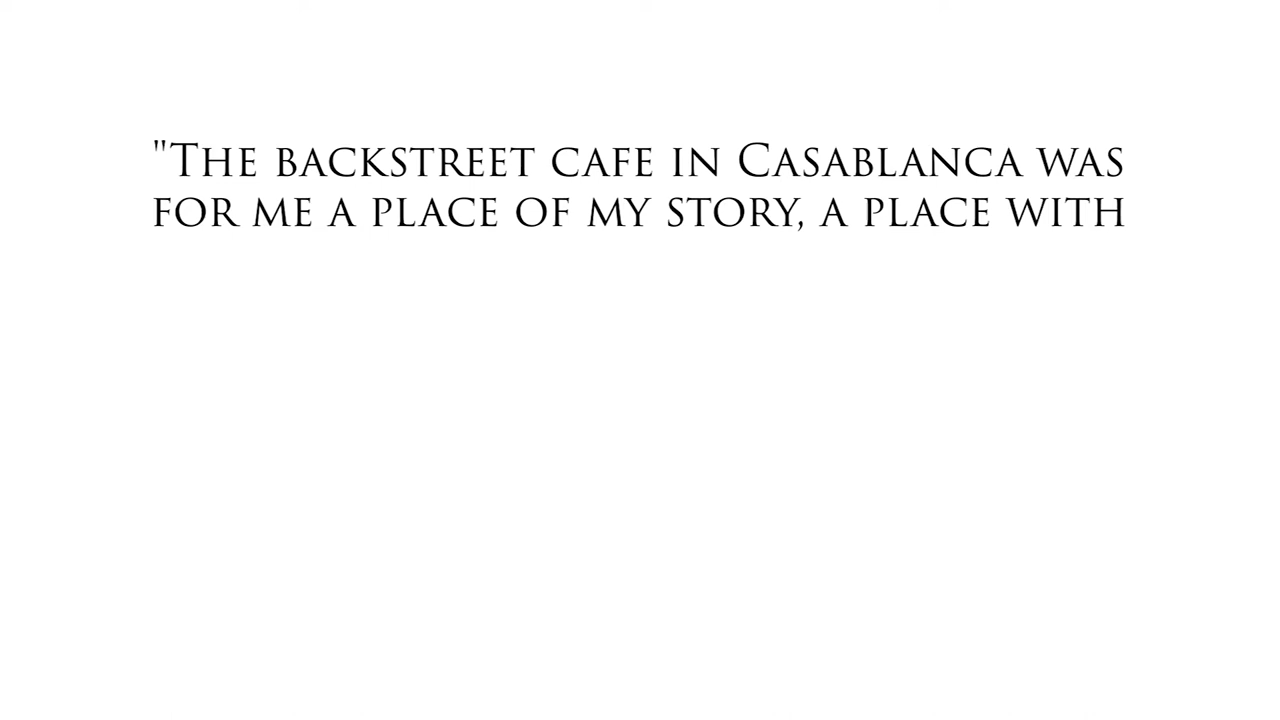 "The backstreet cafe in Casablanca was
for me a place of my story, a place with